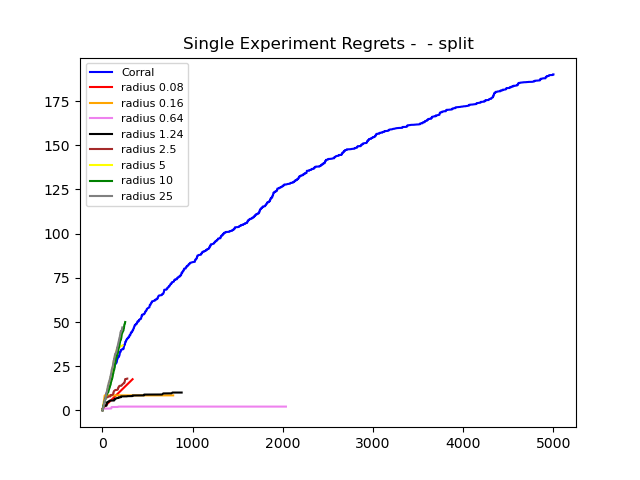 Single Experiment Regrets -  - split
Corral
radius 0.08
radius 0.16
radius 0.64
radius 1.24
radius 2.5
radius 5
radius 10
radius 25
175
150
125
100
75
50
25
0
0 1000 2000 3000 4000 5000